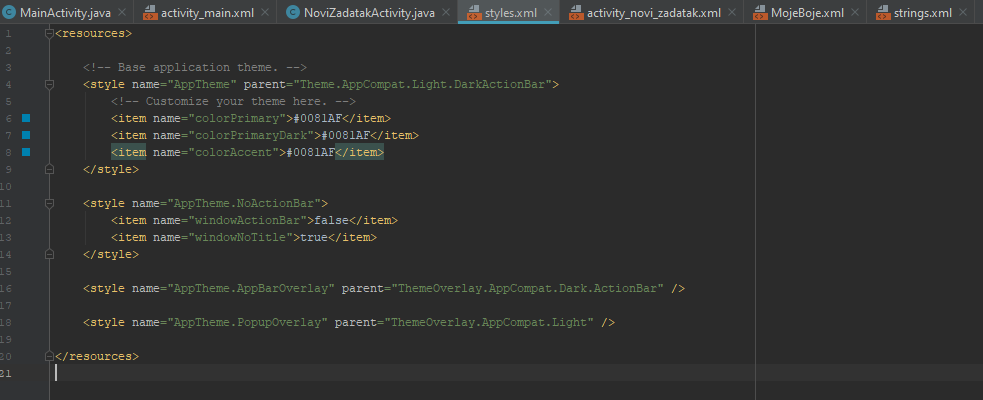 MainActivity.java activity_main.xml NoviZadatakActivity.java styles.xml activity_novi_zadatak.xml MojeBoje.xml strings.xml
1 <resources>
2
3 <!-- Base application theme. -->
4 <style name="AppTheme" parent="Theme.AppCompat.Light.DarkActionBar">
5 <!-- Customize your theme here. -->
6 <item name="colorPrimary">#0081AF</item>
7 <item name="colorPrimaryDark">#0081AF</item>
8 <item name="colorAccent">#0081AF</item>
9 </style>
10
11 <style name="AppTheme.NoActionBar">
12 <item name="windowActionBar">false</item>
13 <item name="windowNoTitle">true</item>
14 </style>
15
16 <style name="AppTheme.AppBarOverlay" parent="ThemeOverlay.AppCompat.Dark.ActionBar" />
17
18 <style name="AppTheme.PopupOverlay" parent="ThemeOverlay.AppCompat.Light" />
19
20 </resources>
21